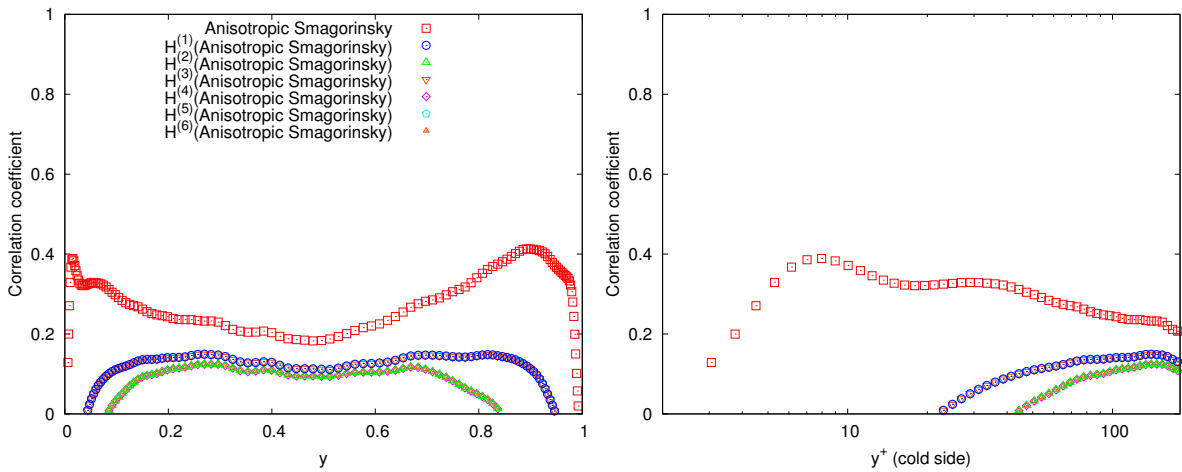 1
0.8
0.6
0.4
0.2
0
Correlation coefficient
0 0.2 0.4 0.6 0.8 1
y
Anisotropic Smagorinsky
H(1)(Anisotropic Smagorinsky)
H(2)(Anisotropic Smagorinsky)
H(3)(Anisotropic Smagorinsky)
H(4)(Anisotropic Smagorinsky)
H(5)(Anisotropic Smagorinsky)
H(6)(Anisotropic Smagorinsky)
1
0.8
0.6
0.4
0.2
0
Correlation coefficient
10 100
y+ (cold side)